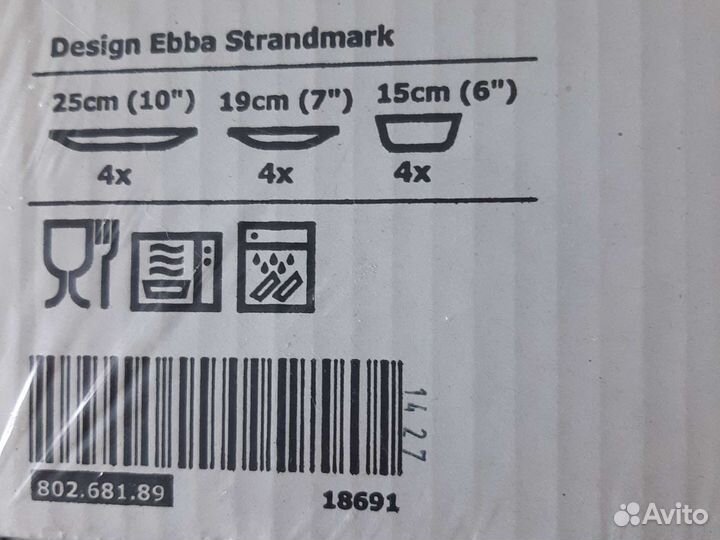 Design Ebba Strandmark
25cm (10") 19cm (7") 15cm (6")
4x 4x 4x
1427
802.681.89
18691
Avito